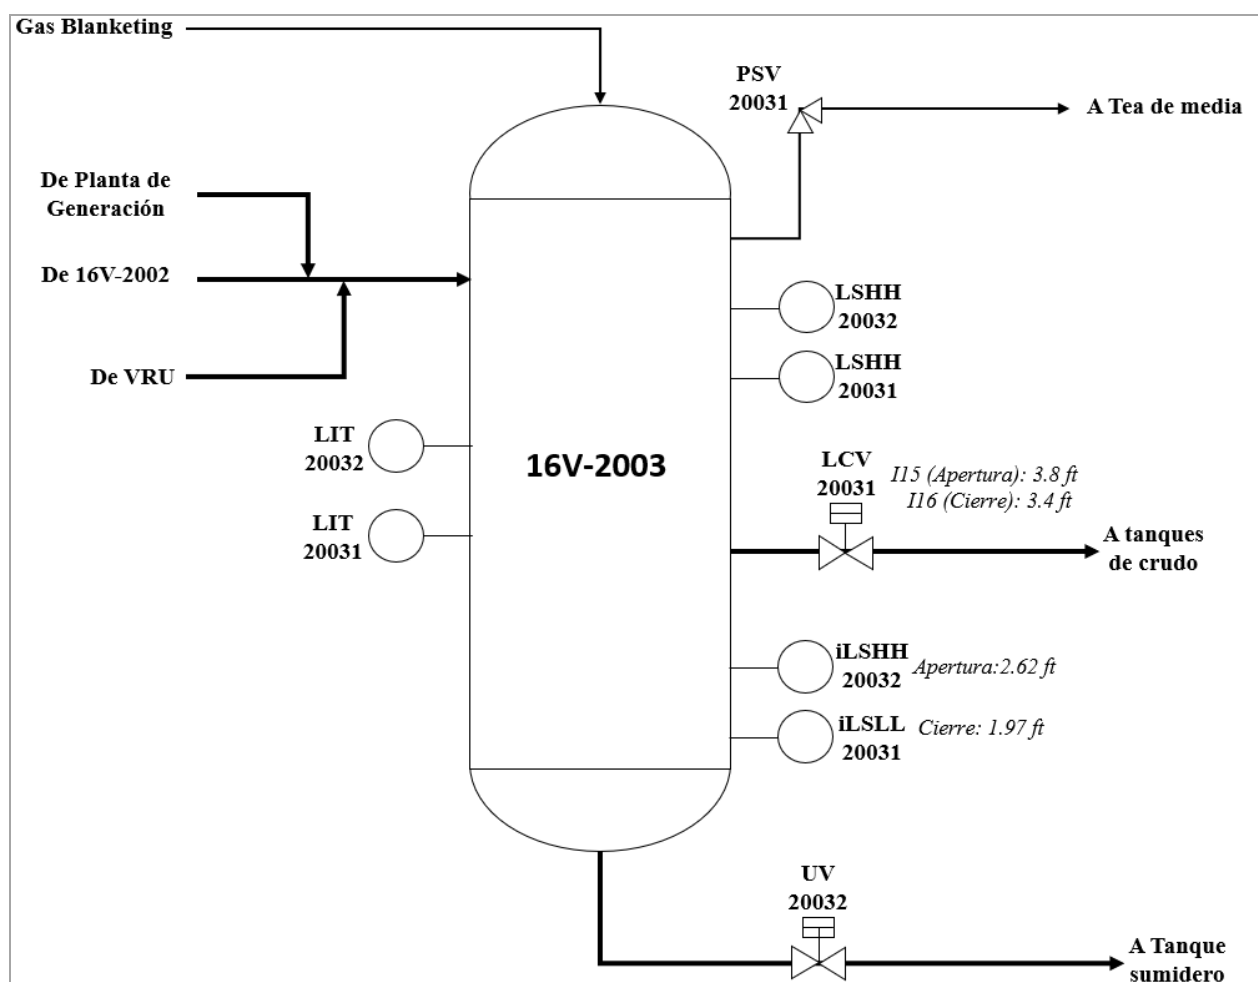 Gas Blanketing
PSV
20031
A Tea de media
De Planta de
Generación
De 16V-2002
De VRU
LSHH
20032
LSHH
20031
LIT
20032
LIT
20031
16V-2003
LCV
20031
I15 (Apertura): 3.8 ft
I16 (Cierre): 3.4 ft
A tanques
de crudo
iLSHH
20032
Apertura:2.62 ft
iLSLL
20031
Cierre: 1.97 ft
UV
20032
A Tanque
sumidero